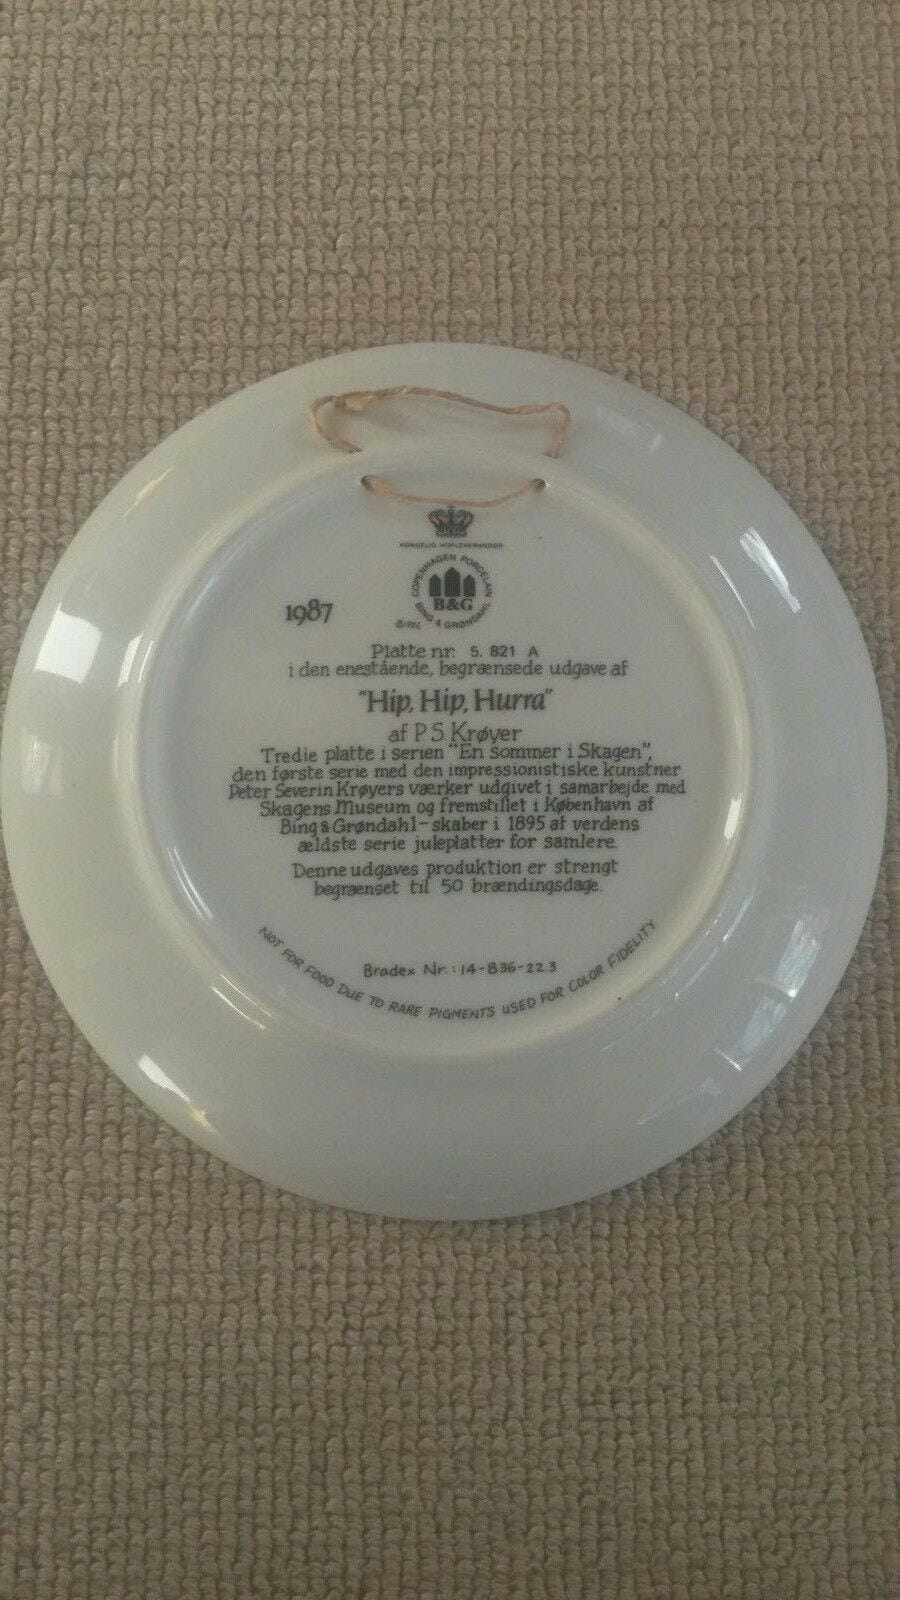 KONGELIG HOFLEVERANDØR
COPENHAGEN PORCELAIN
B&G
BING & GRØNDAHL
1987
Platte nr. 5. 821 A
i den enestående, begrænsede udgave af
"Hip, Hip, Hurra"
af P.S. Krøyer
Tredie platte i serien "En sommer i Skagen",
den første serie med den impressionistiske kunstner
Peter Severin Krøyers værker udgivet i samarbejde med
Skagens Museum og fremstillet i København af
Bing & Grøndahl - skaber i 1895 af verdens
ældste serie juleplatter for samlere.
Denne udgaves produktion er strengt
begrænset til 50 brændingsdage.
Bradex Nr.: 14-B36-22.3
NOT FOR FOOD DUE TO RARE PIGMENTS USED FOR COLOR FIDELITY